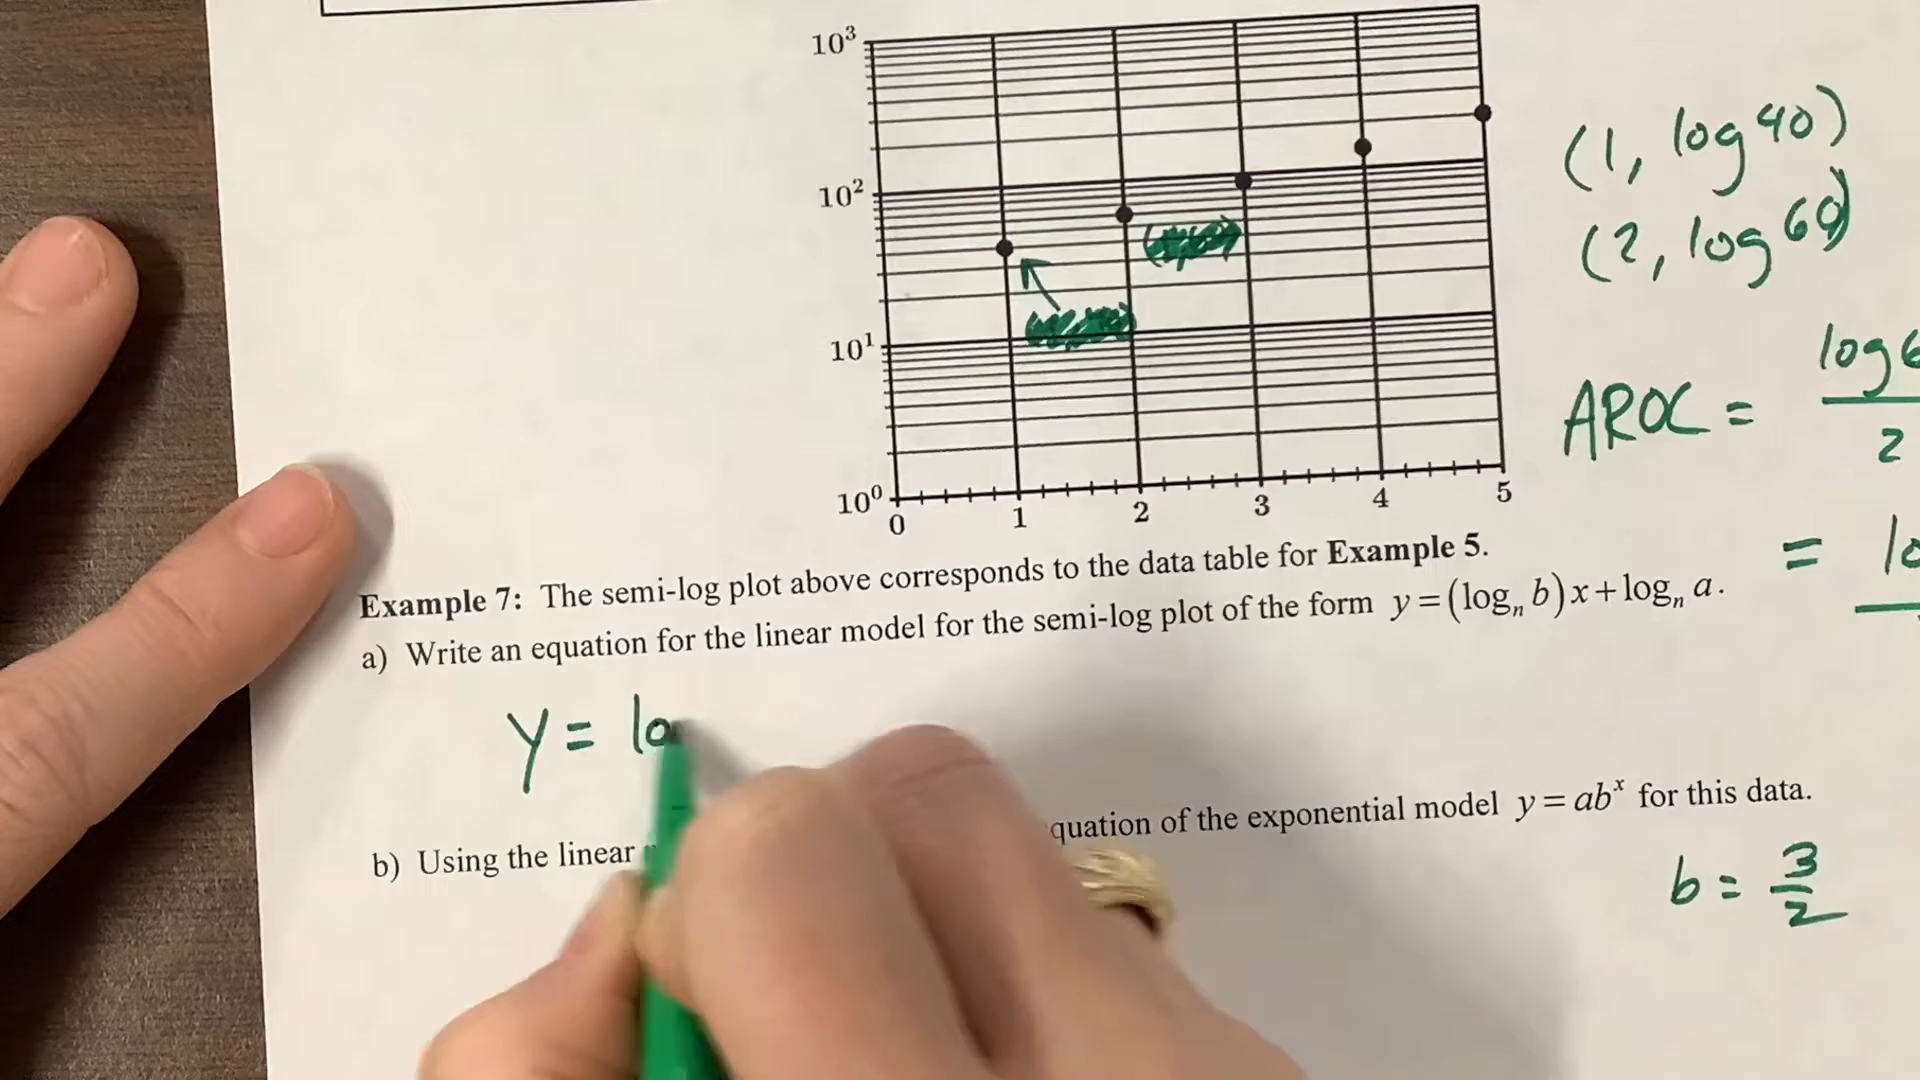 10³
10²
10¹
10⁰
0 1 2 3 4 5
(1, log 40)
(2, log 60)
AROC =
log 6
2
=
Example 7: The semi-log plot above corresponds to the data table for Example 5.
a) Write an equation for the linear model for the semi-log plot of the form y = (logₙ b)x + logₙ a.
y = lo
b) Using the linear quation of the exponential model y = abˣ for this data.
b = 3/2